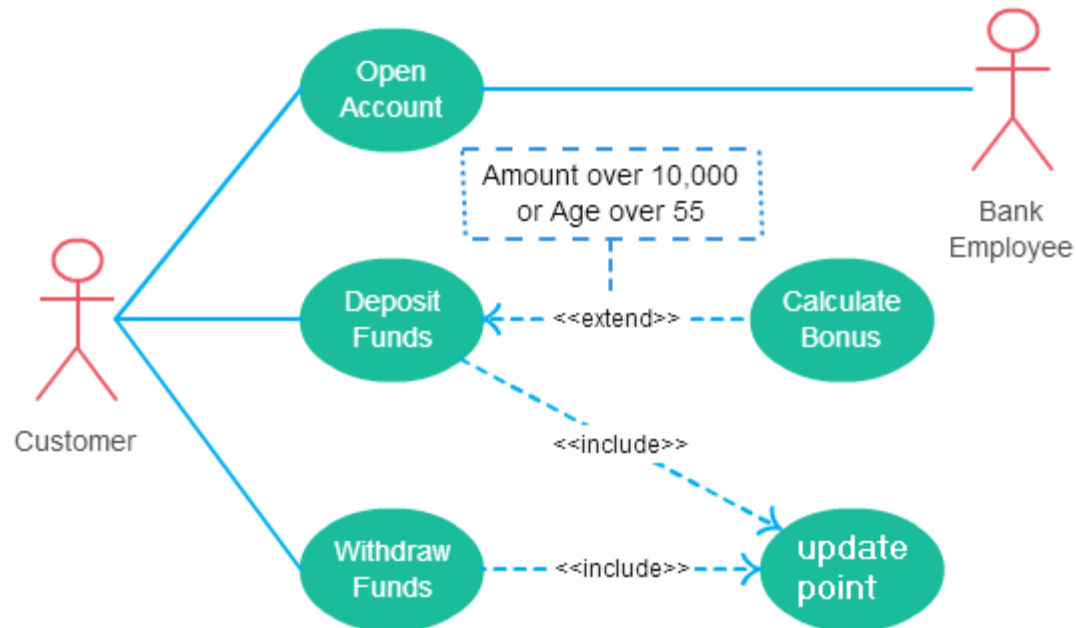 Open
Account
Amount over 10,000
or Age over 55
Bank
Employee
Deposit
Funds
<<extend>>
Calculate
Bonus
Customer
<<include>>
Withdraw
Funds
<<include>>
update
point